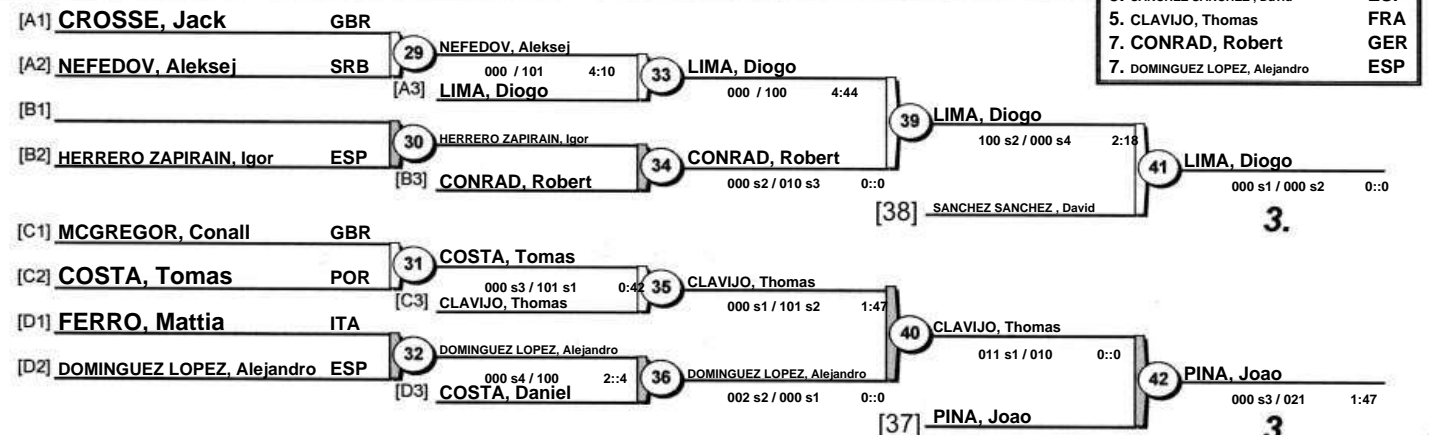 5. CLAVIJO, Thomas FRA
7. CONRAD, Robert GER
7. DOMINGUEZ LOPEZ, Alejandro ESP
[A1] CROSSE, Jack GBR
29 NEFEDOV, Aleksej
[A2] NEFEDOV, Aleksej SRB
000 / 101 4:10
33 LIMA, Diogo
[A3] LIMA, Diogo
000 / 100 4:44
[B1]
39 LIMA, Diogo
30 HERRERO ZAPIRAIN, Igor
100 s2 / 000 s4 2:18
[B2] HERRERO ZAPIRAIN, Igor ESP
34 CONRAD, Robert
41 LIMA, Diogo
[B3] CONRAD, Robert
000 s2 / 010 s3 0::0
000 s1 / 000 s2 0::0
[38] SANCHEZ SANCHEZ , David
3.
[C1] MCGREGOR, Conall GBR
31 COSTA, Tomas
[C2] COSTA, Tomas POR
000 s3 / 101 s1 0:42
35 CLAVIJO, Thomas
[C3] CLAVIJO, Thomas
000 s1 / 101 s2 1:47
[D1] FERRO, Mattia ITA
40 CLAVIJO, Thomas
32 DOMINGUEZ LOPEZ, Alejandro
011 s1 / 010 0::0
[D2] DOMINGUEZ LOPEZ, Alejandro ESP
000 s4 / 100 2::4
36 DOMINGUEZ LOPEZ, Alejandro
42 PINA, Joao
[D3] COSTA, Daniel
002 s2 / 000 s1 0::0
000 s3 / 021 1:47
[37] PINA, Joao
3